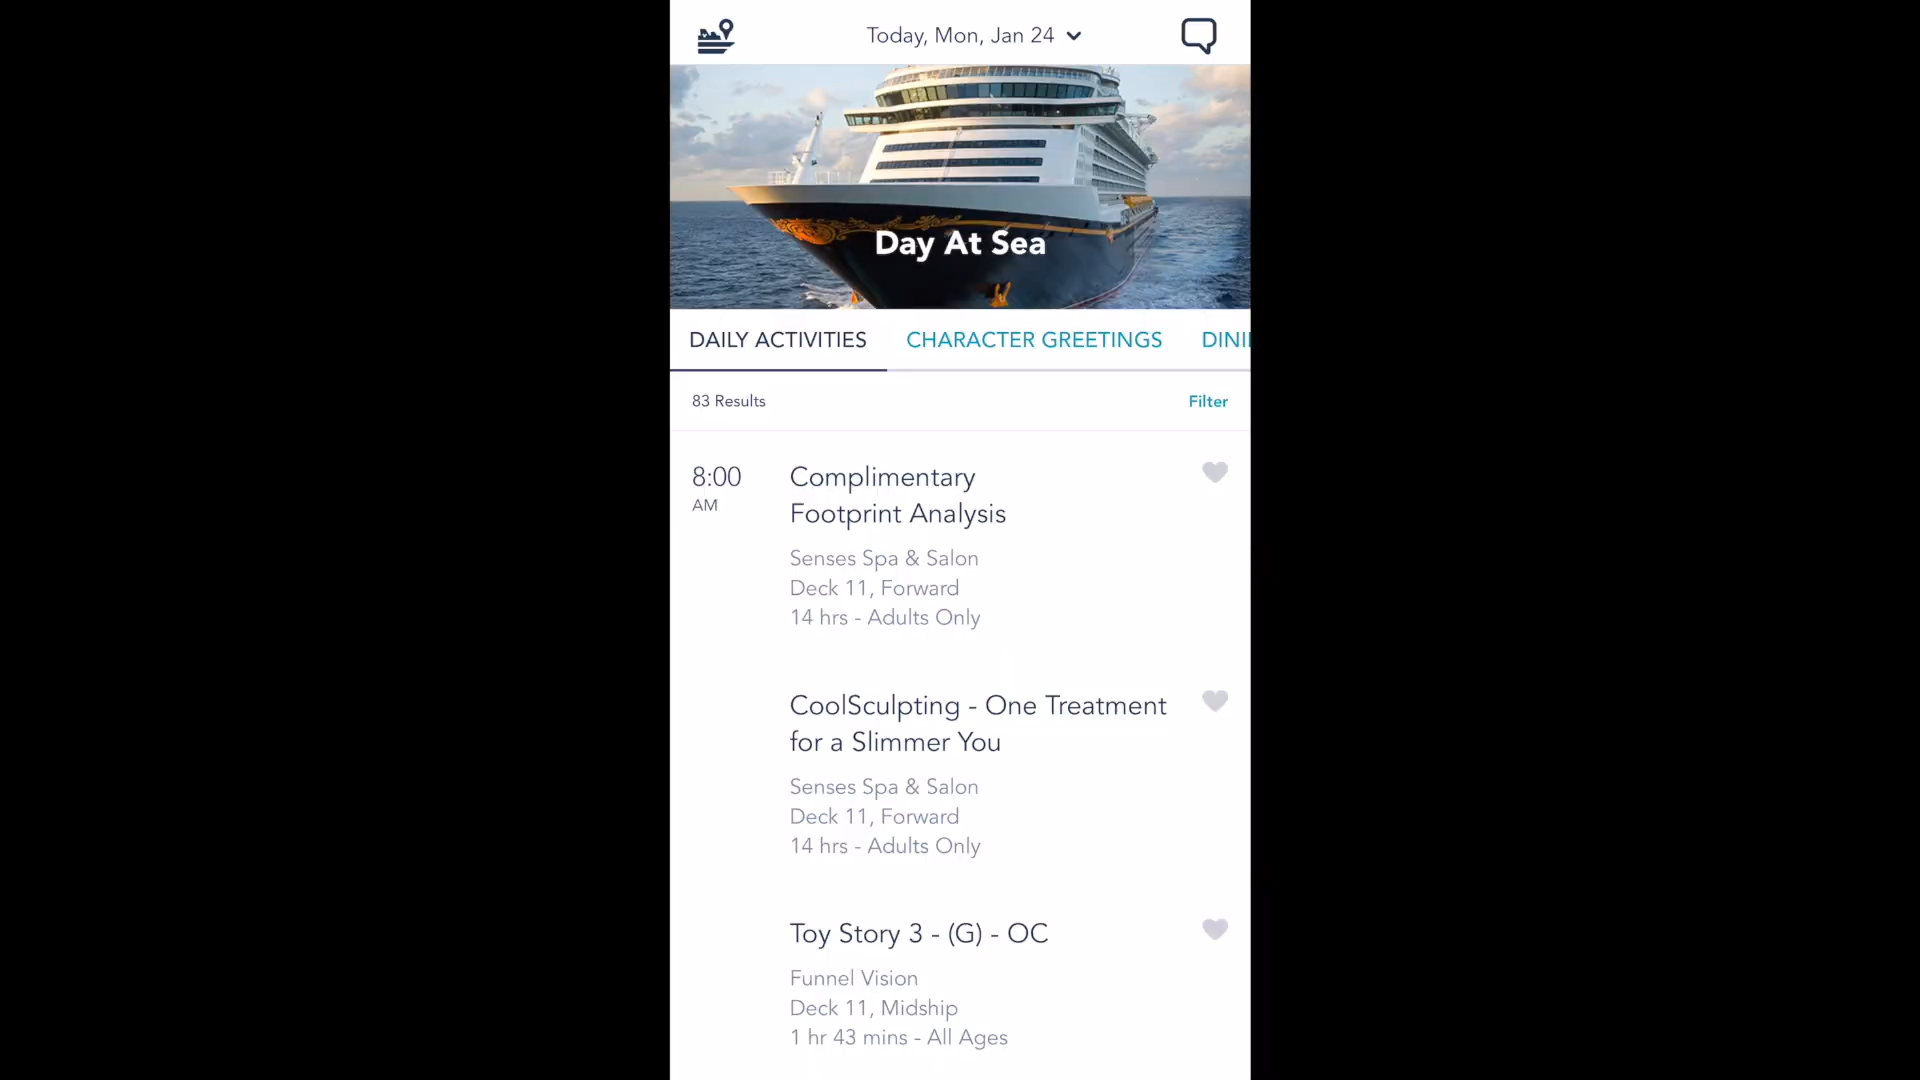 Today, Mon, Jan 24
Day At Sea
DAILY ACTIVITIES
CHARACTER GREETINGS
83 Results
Filter
8:00
AM
Complimentary
Footprint Analysis
Senses Spa & Salon
Deck 11, Forward
14 hrs - Adults Only
CoolSculpting - One Treatment
for a Slimmer You
Senses Spa & Salon
Deck 11, Forward
14 hrs - Adults Only
Toy Story 3 - (G) - OC
Funnel Vision
Deck 11, Midship
1 hr 43 mins - All Ages